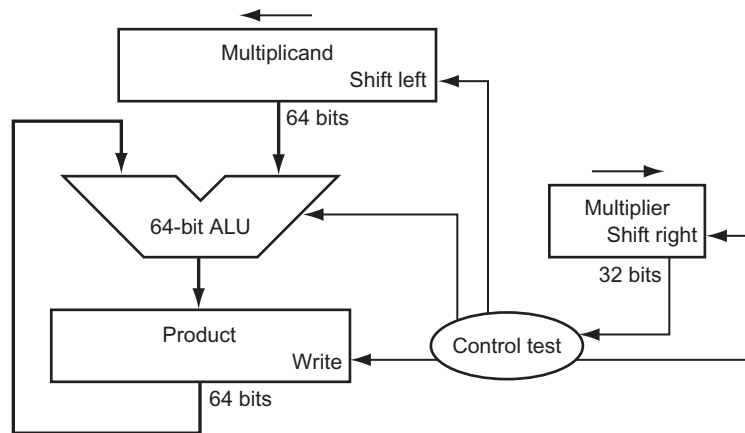 Multiplicand
Shift left
64 bits
64-bit ALU
Multiplier
Shift right
32 bits
Product
Write
Control test
64 bits